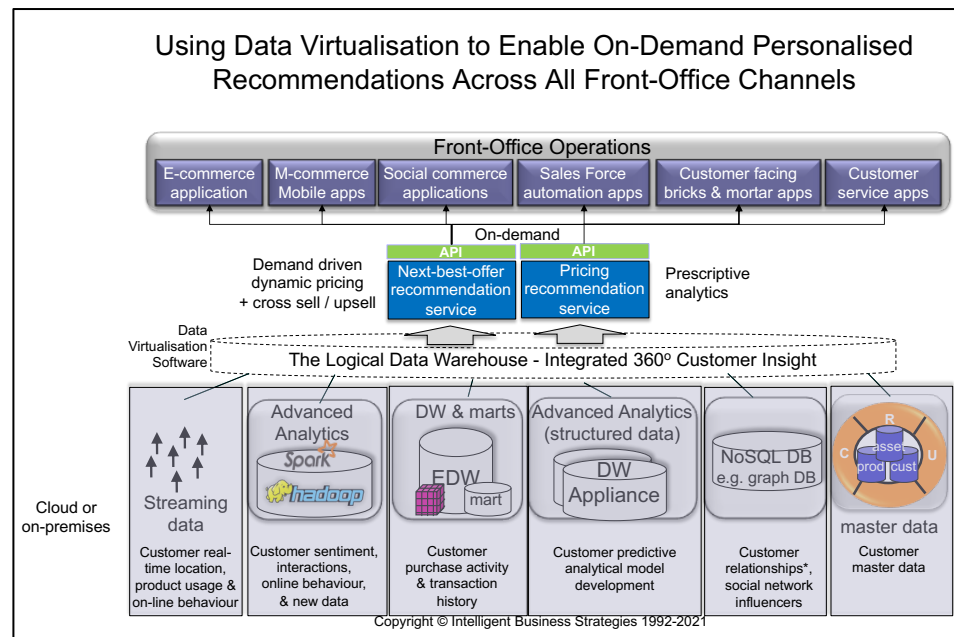 Using Data Virtualisation to Enable On-Demand Personalised
Recommendations Across All Front-Office Channels
Front-Office Operations
E-commerce
application
M-commerce
Mobile apps
Social commerce
applications
Sales Force
automation apps
Customer facing
bricks & mortar apps
Customer
service apps
On-demand
API
API
Demand driven
dynamic pricing
+ cross sell / upsell
Next-best-offer
recommendation
service
Pricing
recommendation
service
Prescriptive
analytics
Data
Virtualisation
Software
The Logical Data Warehouse - Integrated 360º Customer Insight
Cloud or
on-premises
Streaming
data
Customer real-
time location,
product usage &
on-line behaviour
Advanced
Analytics
Spark
hadoop
Customer sentiment,
interactions,
online behaviour,
& new data
DW & marts
EDW
mart
Customer
purchase activity
& transaction
history
Advanced Analytics
(structured data)
DW
Appliance
Customer predictive
analytical model
development
NoSQL DB
e.g. graph DB
Customer
relationships*,
social network
influencers
R
C
U
asset
prod
cust
master data
Customer
master data
Copyright © Intelligent Business Strategies 1992-2021